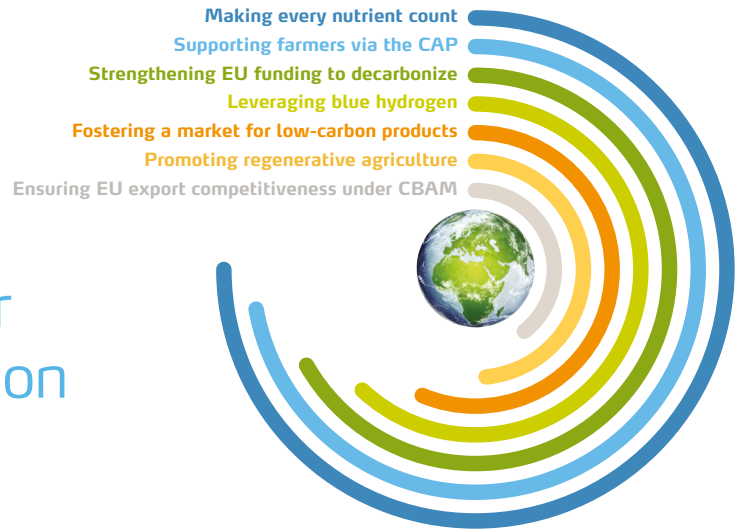 Making every nutrient count
Supporting farmers via the CAP
Strengthening EU funding to decarbonize
Leveraging blue hydrogen
Fostering a market for low-carbon products
Promoting regenerative agriculture
Ensuring EU export competitiveness under CBAM
r
on